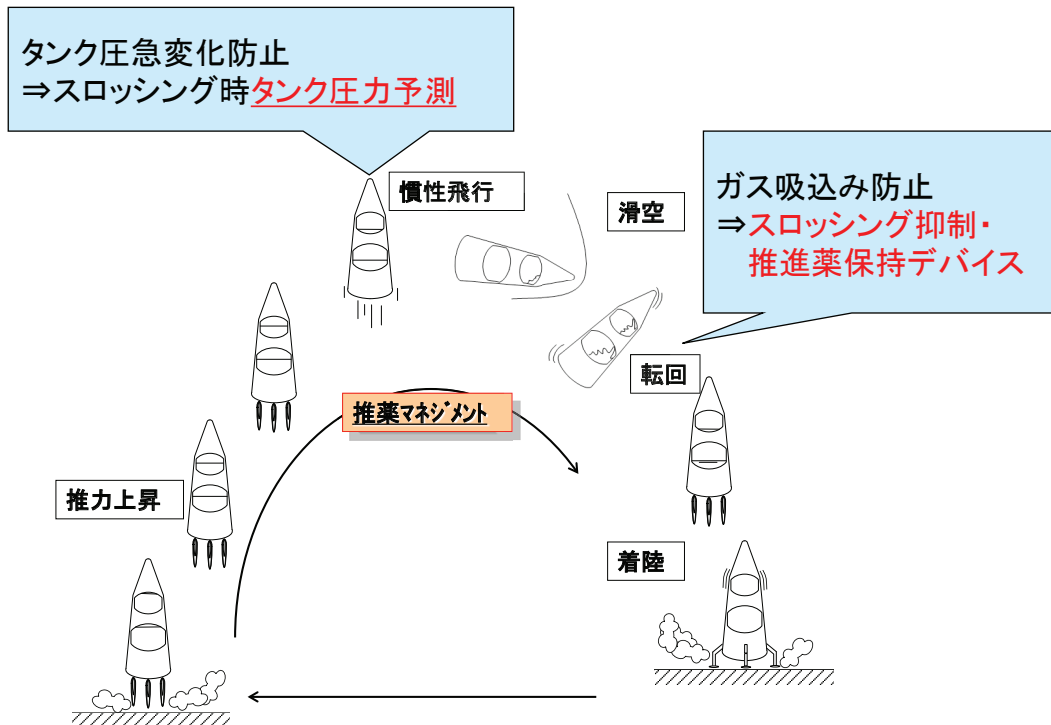 タンク圧急変化防止
⇒スロッシング時タンク圧力予測
慣性飛行
滑空
ガス吸込み防止
⇒スロッシング抑制・
推進薬保持デバイス
転回
推薬マネジメント
推力上昇
着陸